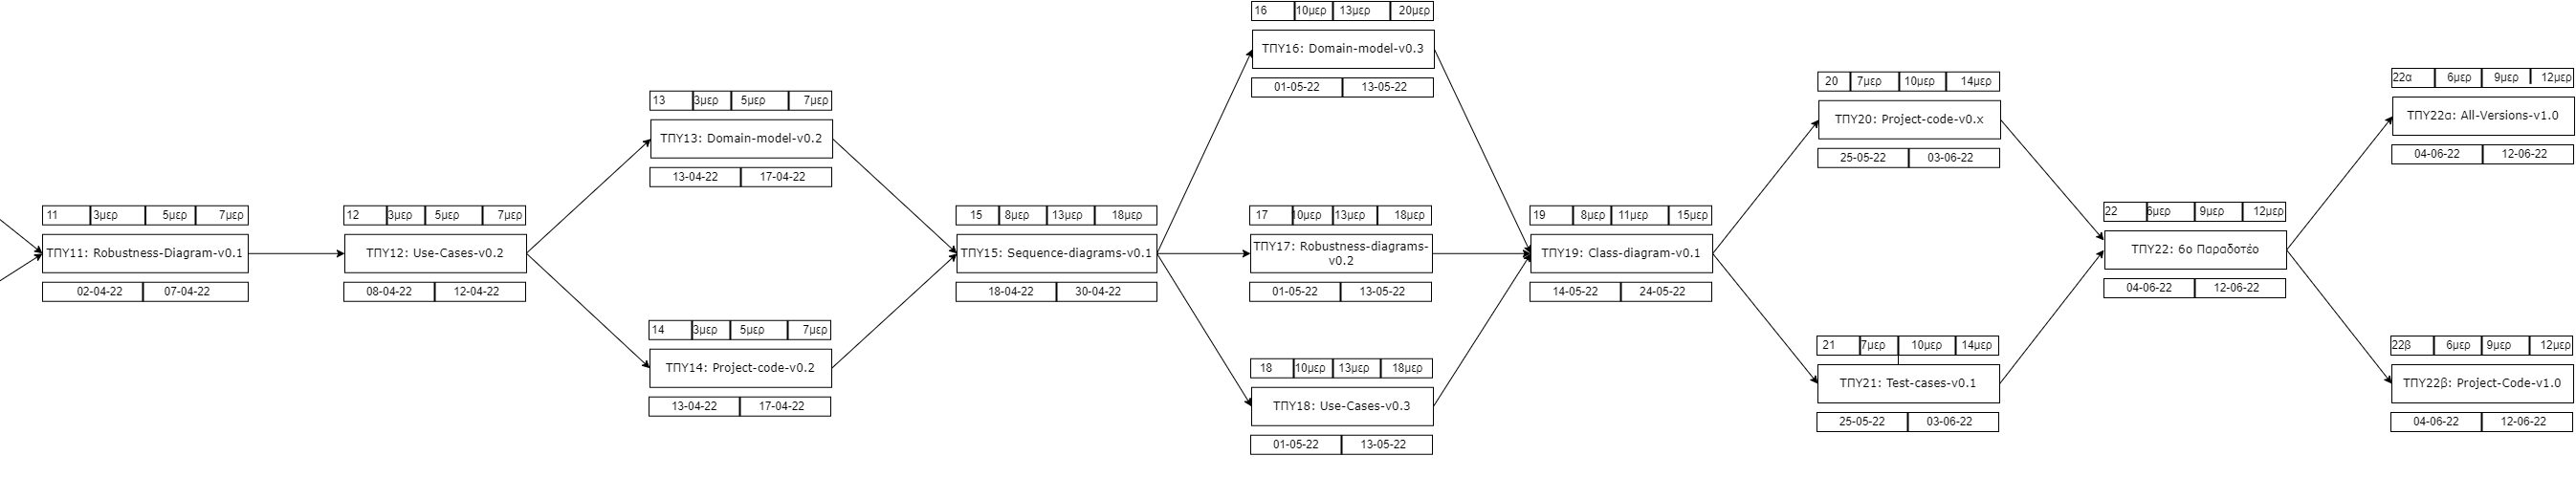 11 3μερ 5μερ 7μερ
ΤΠΥ11: Robustness-Diagram-v0.1
02-04-22 07-04-22
12 3μερ 5μερ 7μερ
ΤΠΥ12: Use-Cases-v0.2
08-04-22 12-04-22
13 3μερ 5μερ 7μερ
ΤΠΥ13: Domain-model-v0.2
13-04-22 17-04-22
14 3μερ 5μερ 7μερ
ΤΠΥ14: Project-code-v0.2
13-04-22 17-04-22
15 8μερ 13μερ 18μερ
ΤΠΥ15: Sequence-diagrams-v0.1
18-04-22 30-04-22
16 10μερ 13μερ 20μερ
ΤΠΥ16: Domain-model-v0.3
01-05-22 13-05-22
17 10μερ 13μερ 18μερ
ΤΠΥ17: Robustness-diagrams-
v0.2
01-05-22 13-05-22
18 10μερ 13μερ 18μερ
ΤΠΥ18: Use-Cases-v0.3
01-05-22 13-05-22
19 8μερ 11μερ 15μερ
ΤΠΥ19: Class-diagram-v0.1
14-05-22 24-05-22
20 7μερ 10μερ 14μερ
ΤΠΥ20: Project-code-v0.x
25-05-22 03-06-22
21 7μερ 10μερ 14μερ
ΤΠΥ21: Test-cases-v0.1
25-05-22 03-06-22
22 6μερ 9μερ 12μερ
ΤΠΥ22: 6ο Παραδοτέο
04-06-22 12-06-22
22α 6μερ 9μερ 12μερ
ΤΠΥ22α: All-Versions-v1.0
04-06-22 12-06-22
22β 6μερ 9μερ 12μερ
ΤΠΥ22β: Project-Code-v1.0
04-06-22 12-06-22